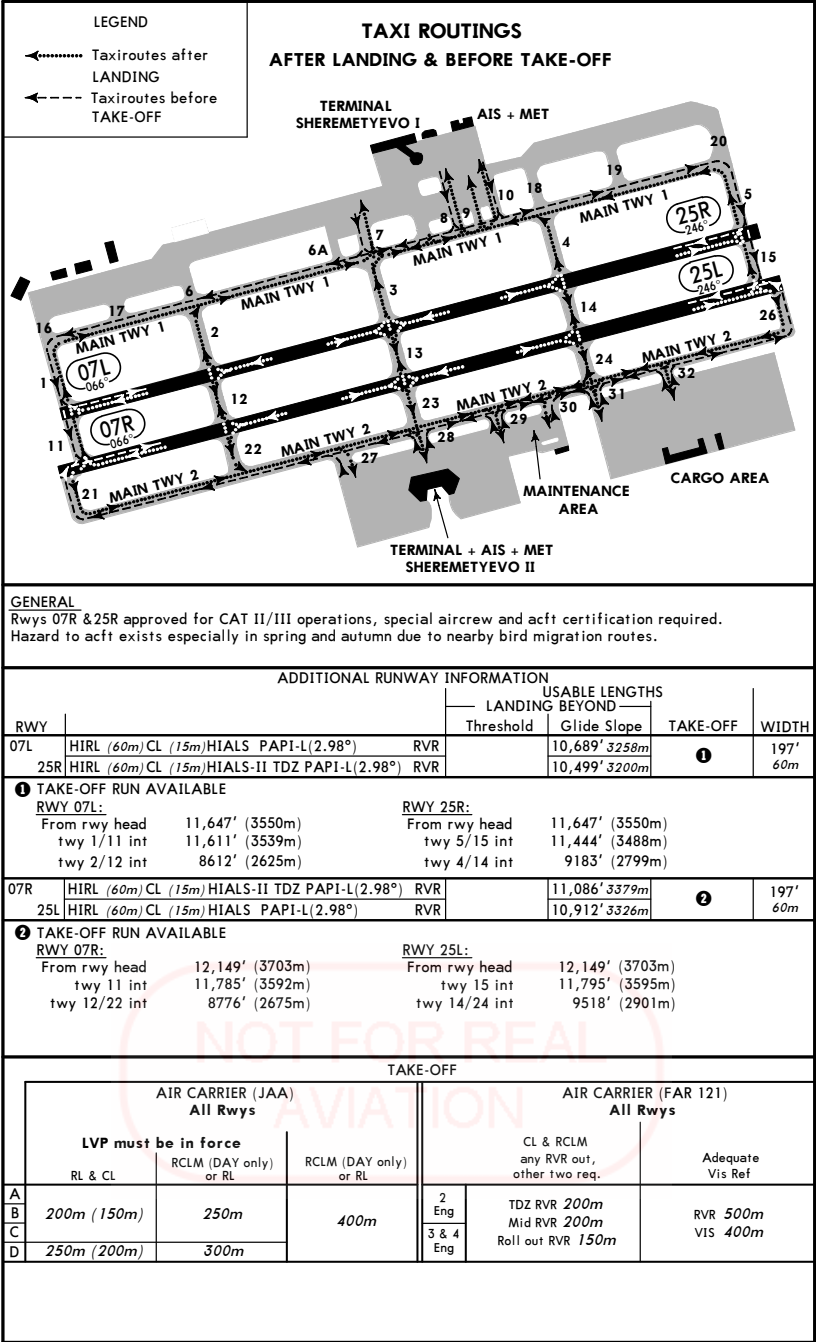 LEGEND
Taxiroutes after
LANDING
Taxiroutes before
TAKE-OFF
TAXI ROUTINGS
AFTER LANDING & BEFORE TAKE-OFF
TERMINAL
SHEREMETYEVO I
AIS + MET
20
19
18
10
9
8
7
6A
5
MAIN TWY 1
25R
246°
MAIN TWY 1
4
15
25L
246°
6
17
16
MAIN TWY 1
MAIN TWY 1
3
14
26
2
1
07L
066°
13
24
MAIN TWY 2
32
12
07R
066°
11
23
MAIN TWY 2
31
30
29
28
22
MAIN TWY 2
27
21
MAIN TWY 2
MAINTENANCE
AREA
CARGO AREA
TERMINAL + AIS + MET
SHEREMETYEVO II
GENERAL
Rwys 07R &25R approved for CAT II/III operations, special aircrew and acft certification required.
Hazard to acft exists especially in spring and autumn due to nearby bird migration routes.
ADDITIONAL RUNWAY INFORMATION
USABLE LENGTHS
LANDING BEYOND
RWY Threshold Glide Slope TAKE-OFF WIDTH
07L HIRL (60m) CL (15m) HIALS PAPI-L(2.98°) RVR 10,689' 3258m ❶ 197' 60m
25R HIRL (60m) CL (15m) HIALS-II TDZ PAPI-L(2.98°) RVR 10,499' 3200m
❶ TAKE-OFF RUN AVAILABLE
RWY 07L: RWY 25R:
From rwy head 11,647' (3550m) From rwy head 11,647' (3550m)
twy 1/11 int 11,611' (3539m) twy 5/15 int 11,444' (3488m)
twy 2/12 int 8612' (2625m) twy 4/14 int 9183' (2799m)
07R HIRL (60m) CL (15m) HIALS-II TDZ PAPI-L(2.98°) RVR 11,086' 3379m ❷ 197' 60m
25L HIRL (60m) CL (15m) HIALS PAPI-L(2.98°) RVR 10,912' 3326m
❷ TAKE-OFF RUN AVAILABLE
RWY 07R: RWY 25L:
From rwy head 12,149' (3703m) From rwy head 12,149' (3703m)
twy 11 int 11,785' (3592m) twy 15 int 11,795' (3595m)
twy 12/22 int 8776' (2675m) twy 14/24 int 9518' (2901m)
NOT FOR REAL
AVIATION
TAKE-OFF
AIR CARRIER (JAA) AIR CARRIER (FAR 121)
All Rwys All Rwys
LVP must be in force
RL & CL
RCLM (DAY only)
or RL
RCLM (DAY only)
or RL
CL & RCLM
any RVR out,
other two req.
Adequate
Vis Ref
A
B
C
D
200m (150m) 250m
250m (200m) 300m
400m
2
Eng
3 & 4
Eng
TDZ RVR 200m
Mid RVR 200m
Roll out RVR 150m
RVR 500m
VIS 400m